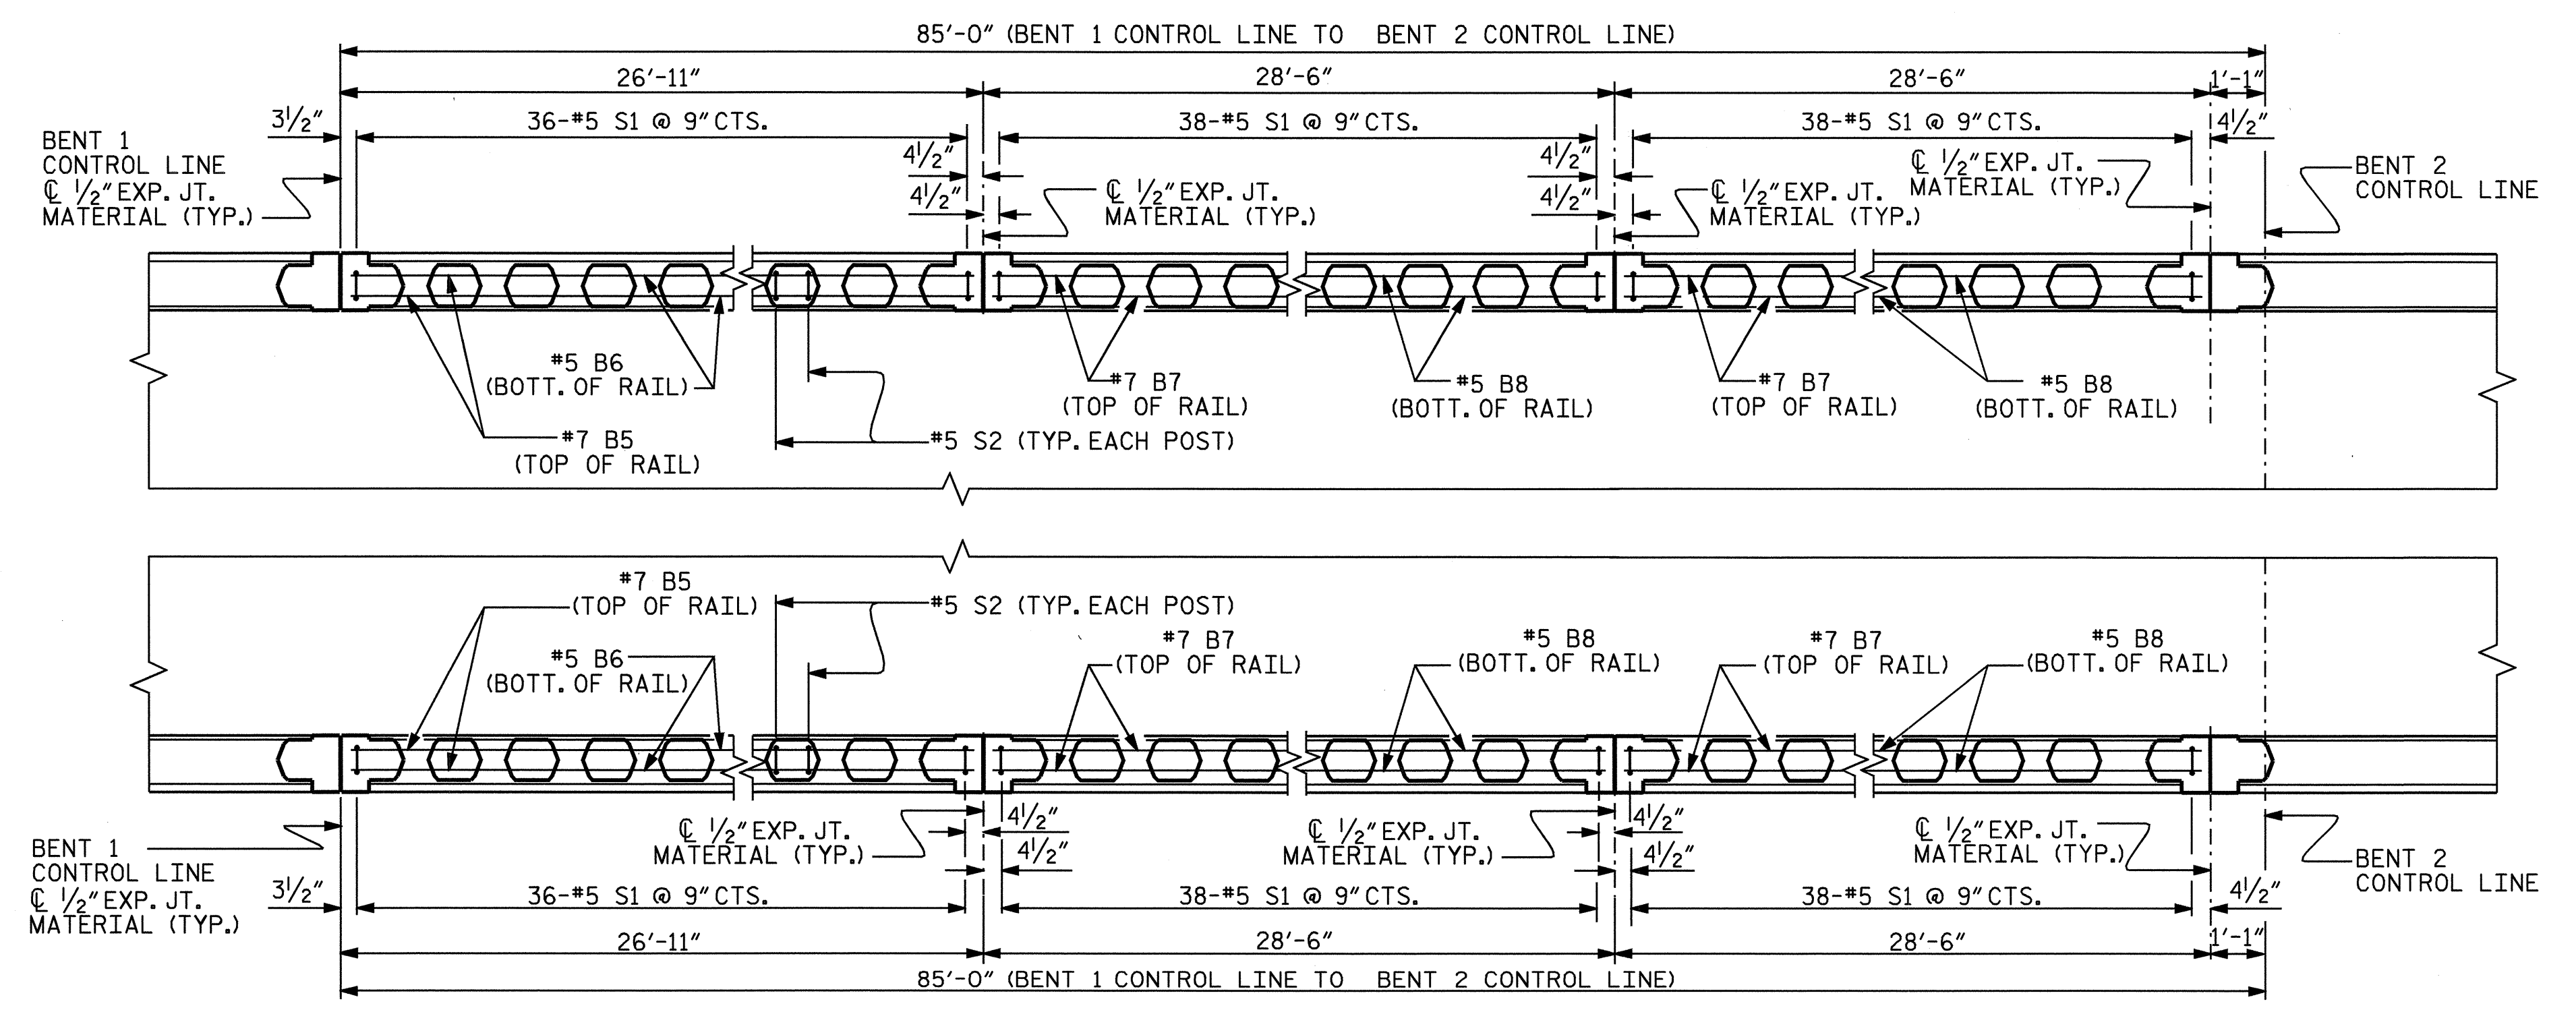 85'-0" (BENT 1 CONTROL LINE TO BENT 2 CONTROL LINE)
26'-11"
28'-6"
28'-6"
1'-1"
3½"
36-#5 S1 @ 9" CTS.
38-#5 S1 @ 9" CTS.
38-#5 S1 @ 9" CTS.
4½"
BENT 1
CONTROL LINE
℄ ½" EXP. JT.
MATERIAL (TYP.)
4½"
4½"
℄ ½" EXP. JT.
MATERIAL (TYP.)
4½"
4½"
℄ ½" EXP. JT.
MATERIAL (TYP.)
℄ ½" EXP. JT.
MATERIAL (TYP.)
BENT 2
CONTROL LINE
#5 B6
(BOTT. OF RAIL)
#7 B5
(TOP OF RAIL)
#5 S2 (TYP. EACH POST)
#7 B7
(TOP OF RAIL)
#5 B8
(BOTT. OF RAIL)
#7 B7
(TOP OF RAIL)
#5 B8
(BOTT. OF RAIL)
#7 B5
(TOP OF RAIL)
#5 B6
(BOTT. OF RAIL)
#5 S2 (TYP. EACH POST)
#7 B7
(TOP OF RAIL)
#5 B8
(BOTT. OF RAIL)
#7 B7
(TOP OF RAIL)
#5 B8
(BOTT. OF RAIL)
BENT 1
CONTROL LINE
℄ ½" EXP. JT.
MATERIAL (TYP.)
℄ ½" EXP. JT.
MATERIAL (TYP.)
4½"
4½"
℄ ½" EXP. JT.
MATERIAL (TYP.)
4½"
4½"
℄ ½" EXP. JT.
MATERIAL (TYP.)
BENT 2
CONTROL LINE
3½"
36-#5 S1 @ 9" CTS.
38-#5 S1 @ 9" CTS.
38-#5 S1 @ 9" CTS.
4½"
26'-11"
28'-6"
28'-6"
1'-1"
85'-0" (BENT 1 CONTROL LINE TO BENT 2 CONTROL LINE)